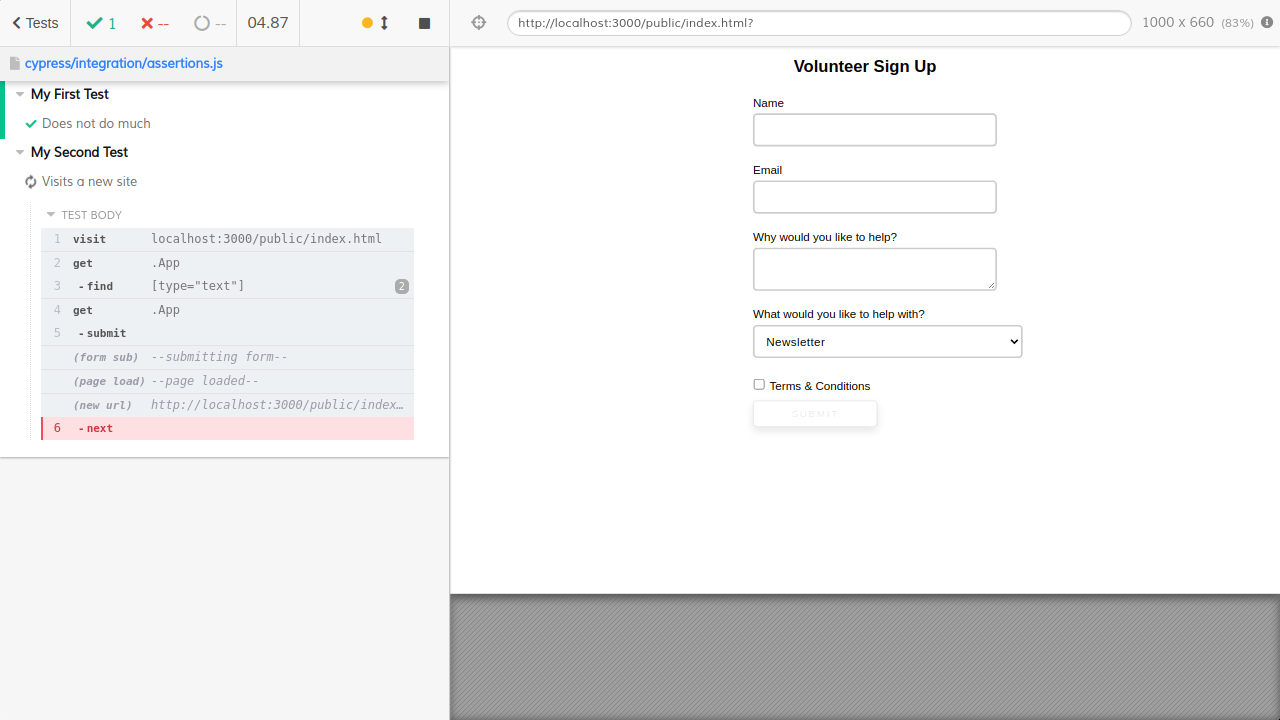 Tests 1 -- -- 04.87
cypress/integration/assertions.js
My First Test
Does not do much
My Second Test
Visits a new site
TEST BODY
1 visit localhost:3000/public/index.html
2 get .App
3 - find [type="text"] 2
4 get .App
5 - submit
(form sub) --submitting form--
(page load) --page loaded--
(new url) http://localhost:3000/public/index…
6 - next
http://localhost:3000/public/index.html?
1000 x 660 (83%)
Volunteer Sign Up
Name
Email
Why would you like to help?
What would you like to help with?
Newsletter
Terms & Conditions
SUBMIT